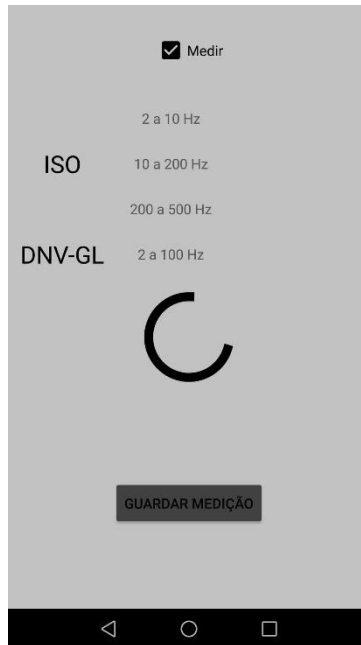 Medir
2 a 10 Hz
ISO 10 a 200 Hz
200 a 500 Hz
DNV-GL 2 a 100 Hz
GUARDAR MEDIÇÃO